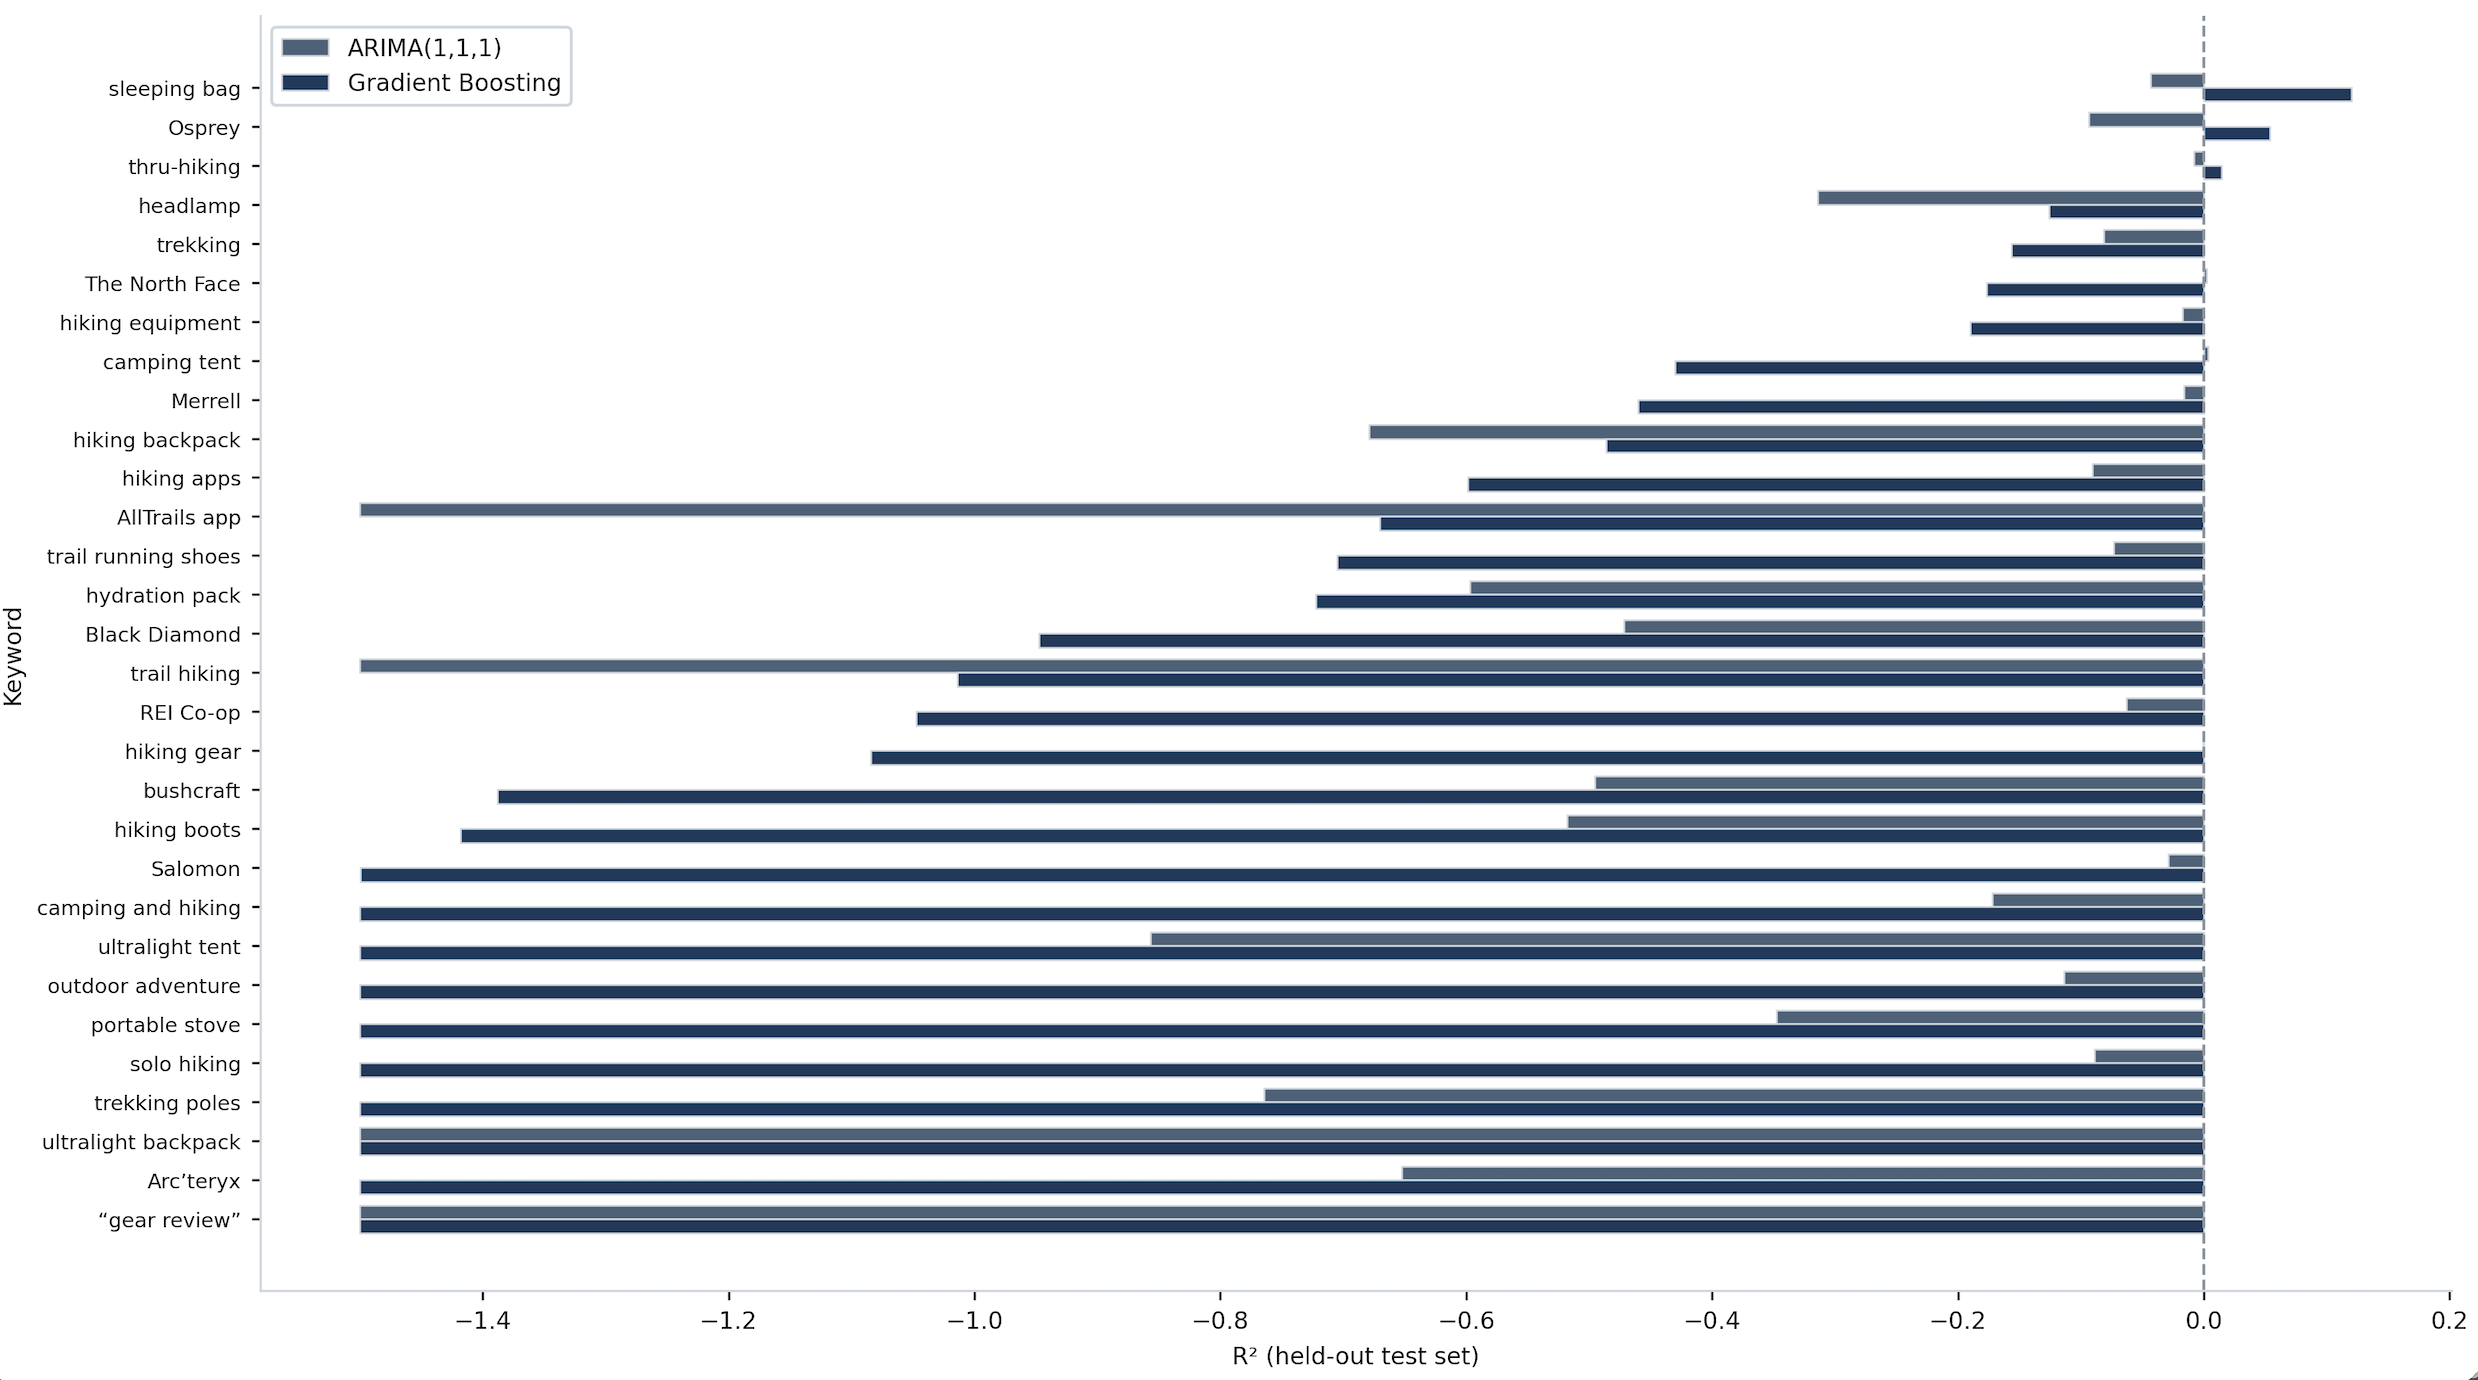 ARIMA(1,1,1)
Gradient Boosting
sleeping bag
Osprey
thru-hiking
headlamp
trekking
The North Face
hiking equipment
camping tent
Merrell
hiking backpack
hiking apps
AllTrails app
trail running shoes
hydration pack
Black Diamond
trail hiking
REI Co-op
hiking gear
bushcraft
hiking boots
Salomon
camping and hiking
ultralight tent
outdoor adventure
portable stove
solo hiking
trekking poles
ultralight backpack
Arc’teryx
“gear review”
Keyword
−1.4 −1.2 −1.0 −0.8 −0.6 −0.4 −0.2 0.0 0.2
R² (held-out test set)